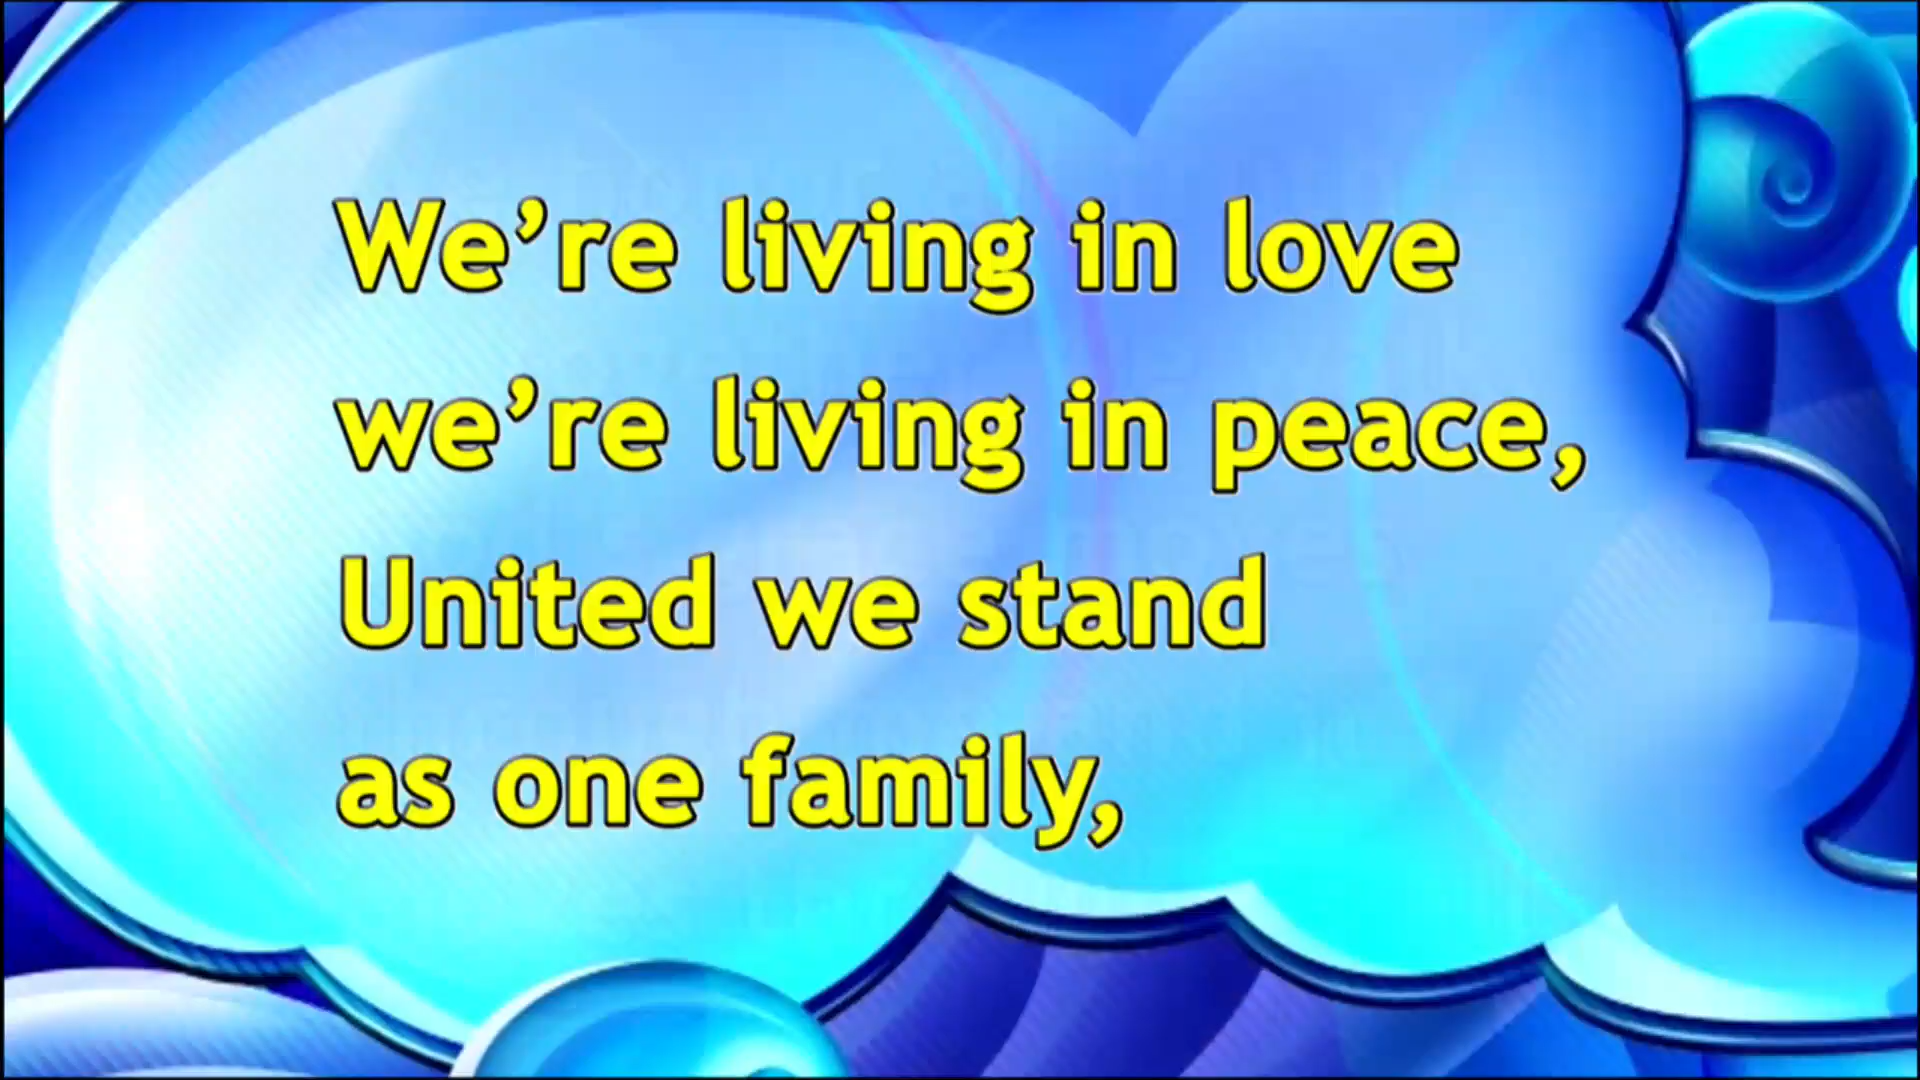 We’re living in love
we’re living in peace,
United we stand
as one family,